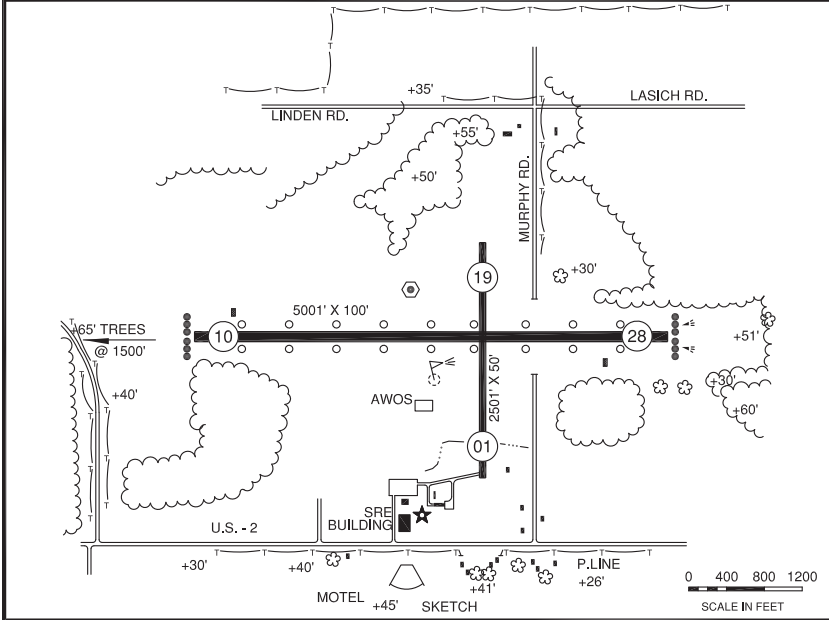 +35'
LINDEN RD.
LASICH RD.
+55'
+50'
MURPHY RD.
19
+30'
5001' X 100'
+65' TREES
@ 1500'
10
28
+51'
+40'
AWOS
2501' X 50'
+30'
+60'
01
SRE
BUILDING
U.S. - 2
+30'
+40'
P.LINE
+26'
+41'
MOTEL
+45'
SKETCH
0 400 800 1200
SCALE IN FEET
T T T T T T T T
T
T T T
T T T
T
T
T
T
T
T
T
T
T
T
T T T T T T T T T